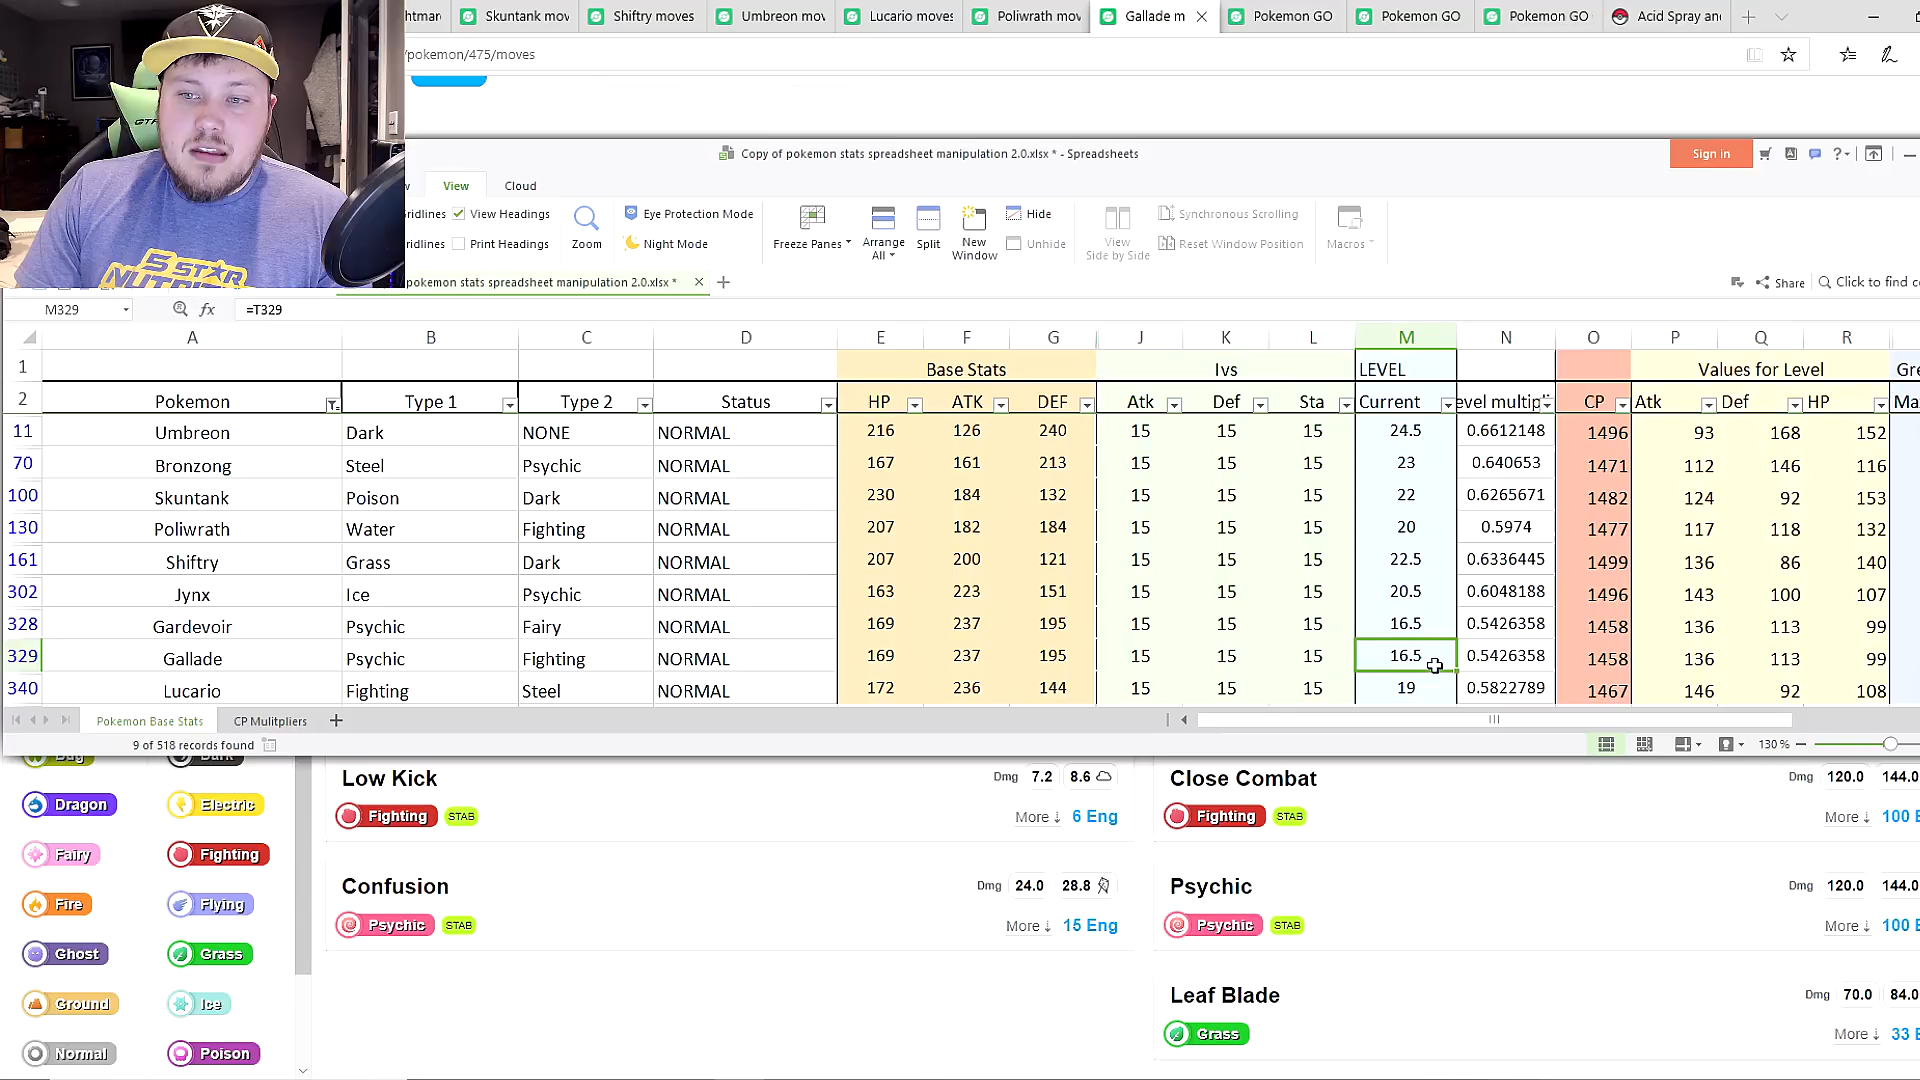 Skuntank mov
Shiftry moves
Umbreon mov
Lucario moves
Poliwrath mov
Gallade m
Pokemon GO
Pokemon GO
Pokemon GO
Acid Spray an
/pokemon/475/moves
Copy of pokemon stats spreadsheet manipulation 2.0.xlsx * - Spreadsheets
Sign in
View
Cloud
View Headings
Eye Protection Mode
Hide
Synchronous Scrolling
Print Headings
Zoom
Night Mode
Freeze Panes
Arrange All
Split
New Window
Unhide
View Side by Side
Reset Window Position
Macros
pokemon stats spreadsheet manipulation 2.0.xlsx *
Share
Click to find c
5 STAR
NUTRI
M329
fx
=T329
A B C D E F G J K L M N O P Q R
1 Base Stats Ivs LEVEL Values for Level Gre
2 Pokemon Type 1 Type 2 Status HP ATK DEF Atk Def Sta Current evel multipli CP Atk Def HP Ma
11 Umbreon Dark NONE NORMAL 216 126 240 15 15 15 24.5 0.6612148 1496 93 168 152
70 Bronzong Steel Psychic NORMAL 167 161 213 15 15 15 23 0.640653 1471 112 146 116
100 Skuntank Poison Dark NORMAL 230 184 132 15 15 15 22 0.6265671 1482 124 92 153
130 Poliwrath Water Fighting NORMAL 207 182 184 15 15 15 20 0.5974 1477 117 118 132
161 Shiftry Grass Dark NORMAL 207 200 121 15 15 15 22.5 0.6336445 1499 136 86 140
302 Jynx Ice Psychic NORMAL 163 223 151 15 15 15 20.5 0.6048188 1496 143 100 107
328 Gardevoir Psychic Fairy NORMAL 169 237 195 15 15 15 16.5 0.5426358 1458 136 113 99
329 Gallade Psychic Fighting NORMAL 169 237 195 15 15 15 16.5 0.5426358 1458 136 113 99
340 Lucario Fighting Steel NORMAL 172 236 144 15 15 15 19 0.5822789 1467 146 92 108
Pokemon Base Stats
CP Mulitpliers
9 of 518 records found
130 %
Bug
Dark
Dragon
Electric
Fairy
Fighting
Fire
Flying
Ghost
Grass
Ground
Ice
Normal
Poison
Low Kick
Dmg 7.2 8.6
Fighting STAB
More ↓ 6 Eng
Confusion
Dmg 24.0 28.8
Psychic STAB
More ↓ 15 Eng
Close Combat
Dmg 120.0 144.0
Fighting STAB
More ↓ 100 E
Psychic
Dmg 120.0 144.0
Psychic STAB
More ↓ 100 E
Leaf Blade
Dmg 70.0 84.0
Grass
More ↓ 33 E